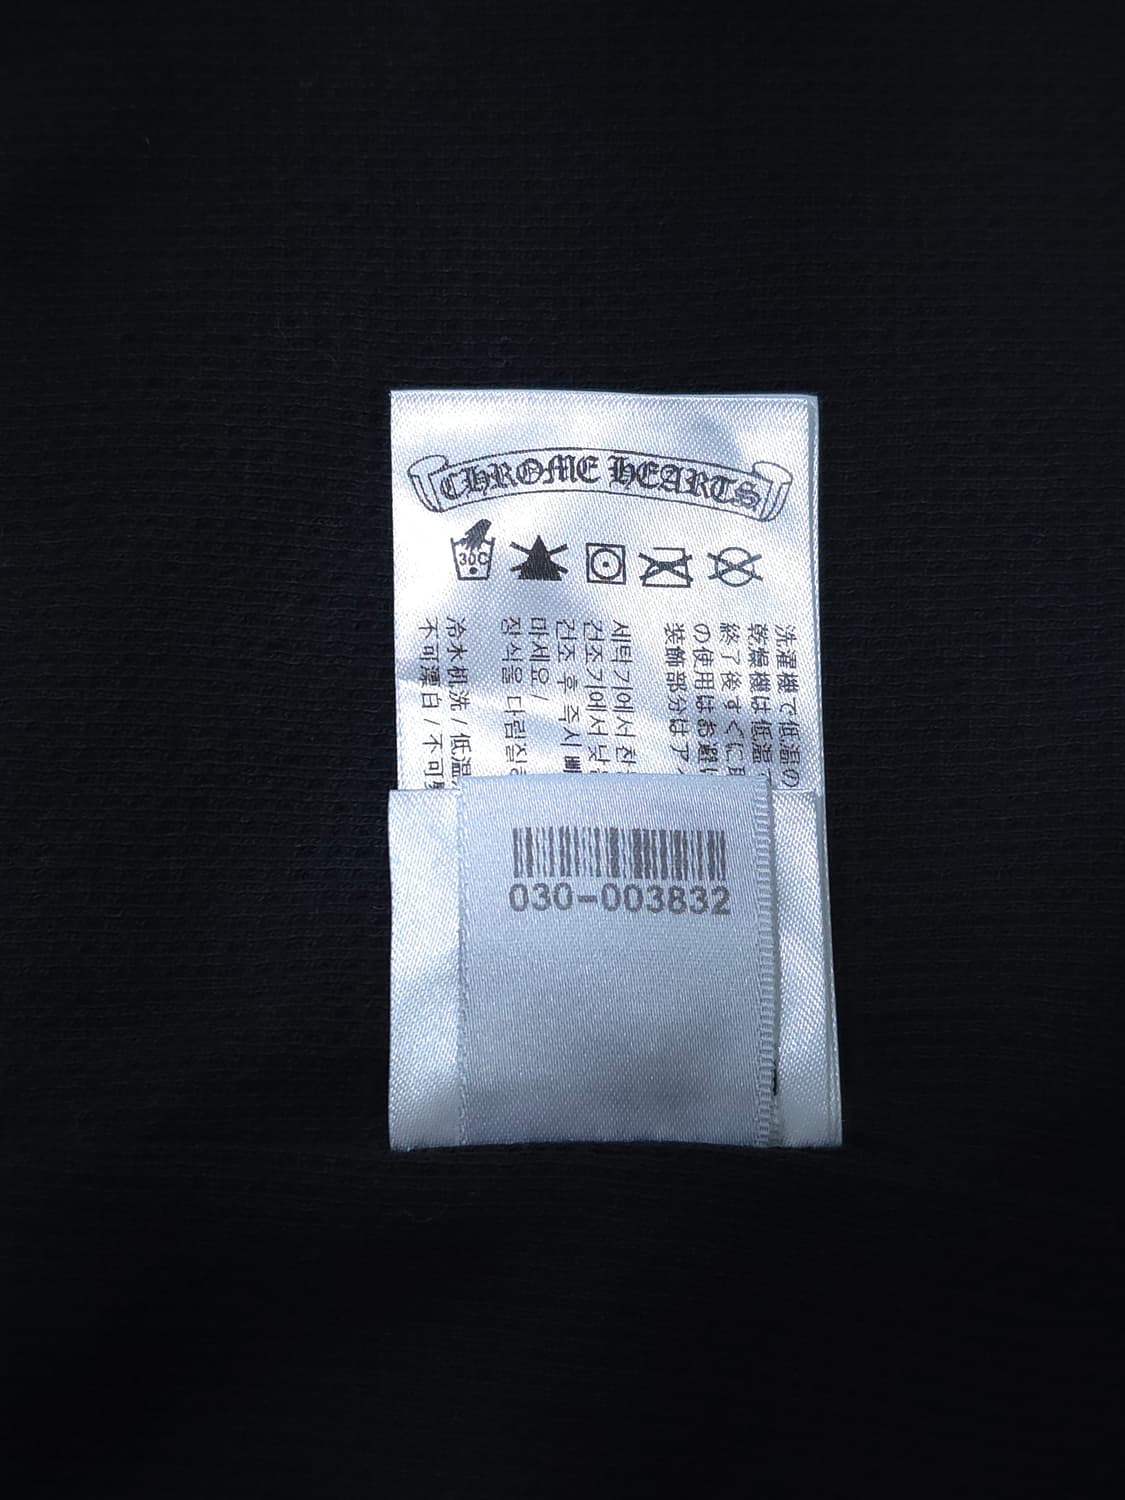 CHROME HEARTS
30C
洗濯機で低温の
乾燥機は低温
終了後すぐに
の使用はお避
装飾部分はア
세탁기에서 찬
건조기에서 낮
건조 후 즉시
마세요 /
장식을 다림질
冷水机洗 / 低温
不可漂白 / 不可
030-003832